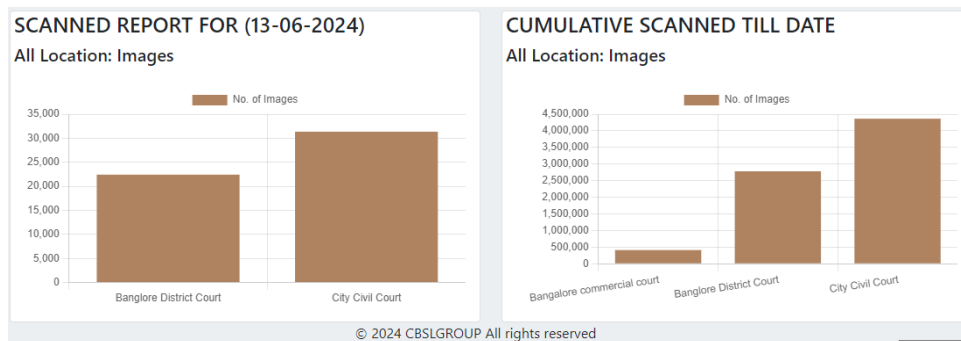 SCANNED REPORT FOR (13-06-2024)
All Location: Images
No. of Images
35,000
30,000
25,000
20,000
15,000
10,000
5,000
0
Banglore District Court
City Civil Court
CUMULATIVE SCANNED TILL DATE
All Location: Images
No. of Images
4,500,000
4,000,000
3,500,000
3,000,000
2,500,000
2,000,000
1,500,000
1,000,000
500,000
0
Bangalore commercial court
Banglore District Court
City Civil Court
© 2024 CBSLGROUP All rights reserved